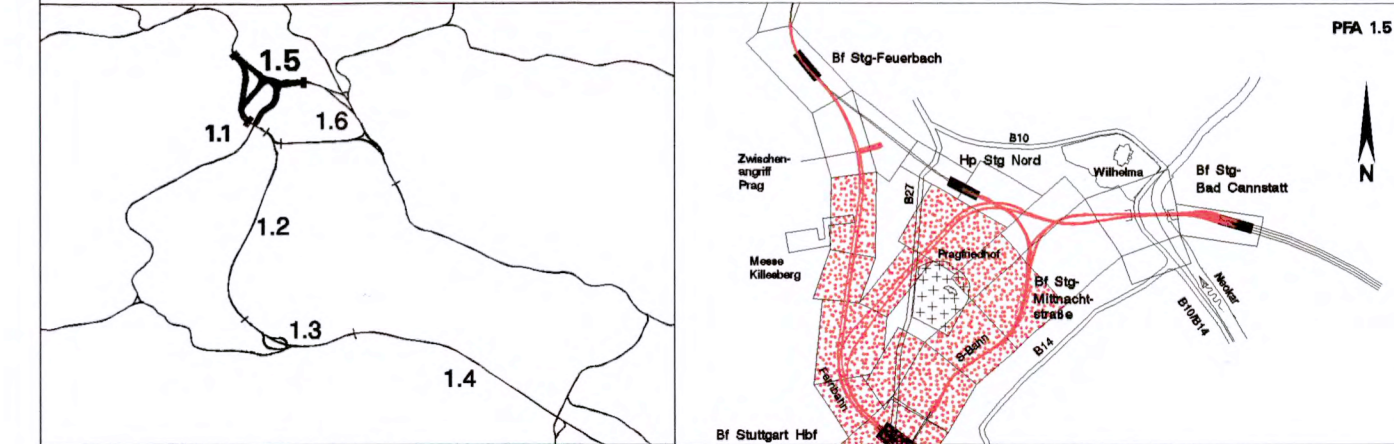 1.5
1.1
1.6
1.2
1.3
1.4
PFA 1.5
Bf Stg-Feuerbach
N
B10
Zwischen-
angriff
Prag
Hp Stg Nord
Wilhelma
Bf Stg-
Bad Cannstatt
B27
Messe
Killesberg
Pragfriedhof
Bf Stg-
Mittnacht-
straße
Neckar
B10/B14
S-Bahn
B14
Fernbahn
Bf Stuttgart Hbf